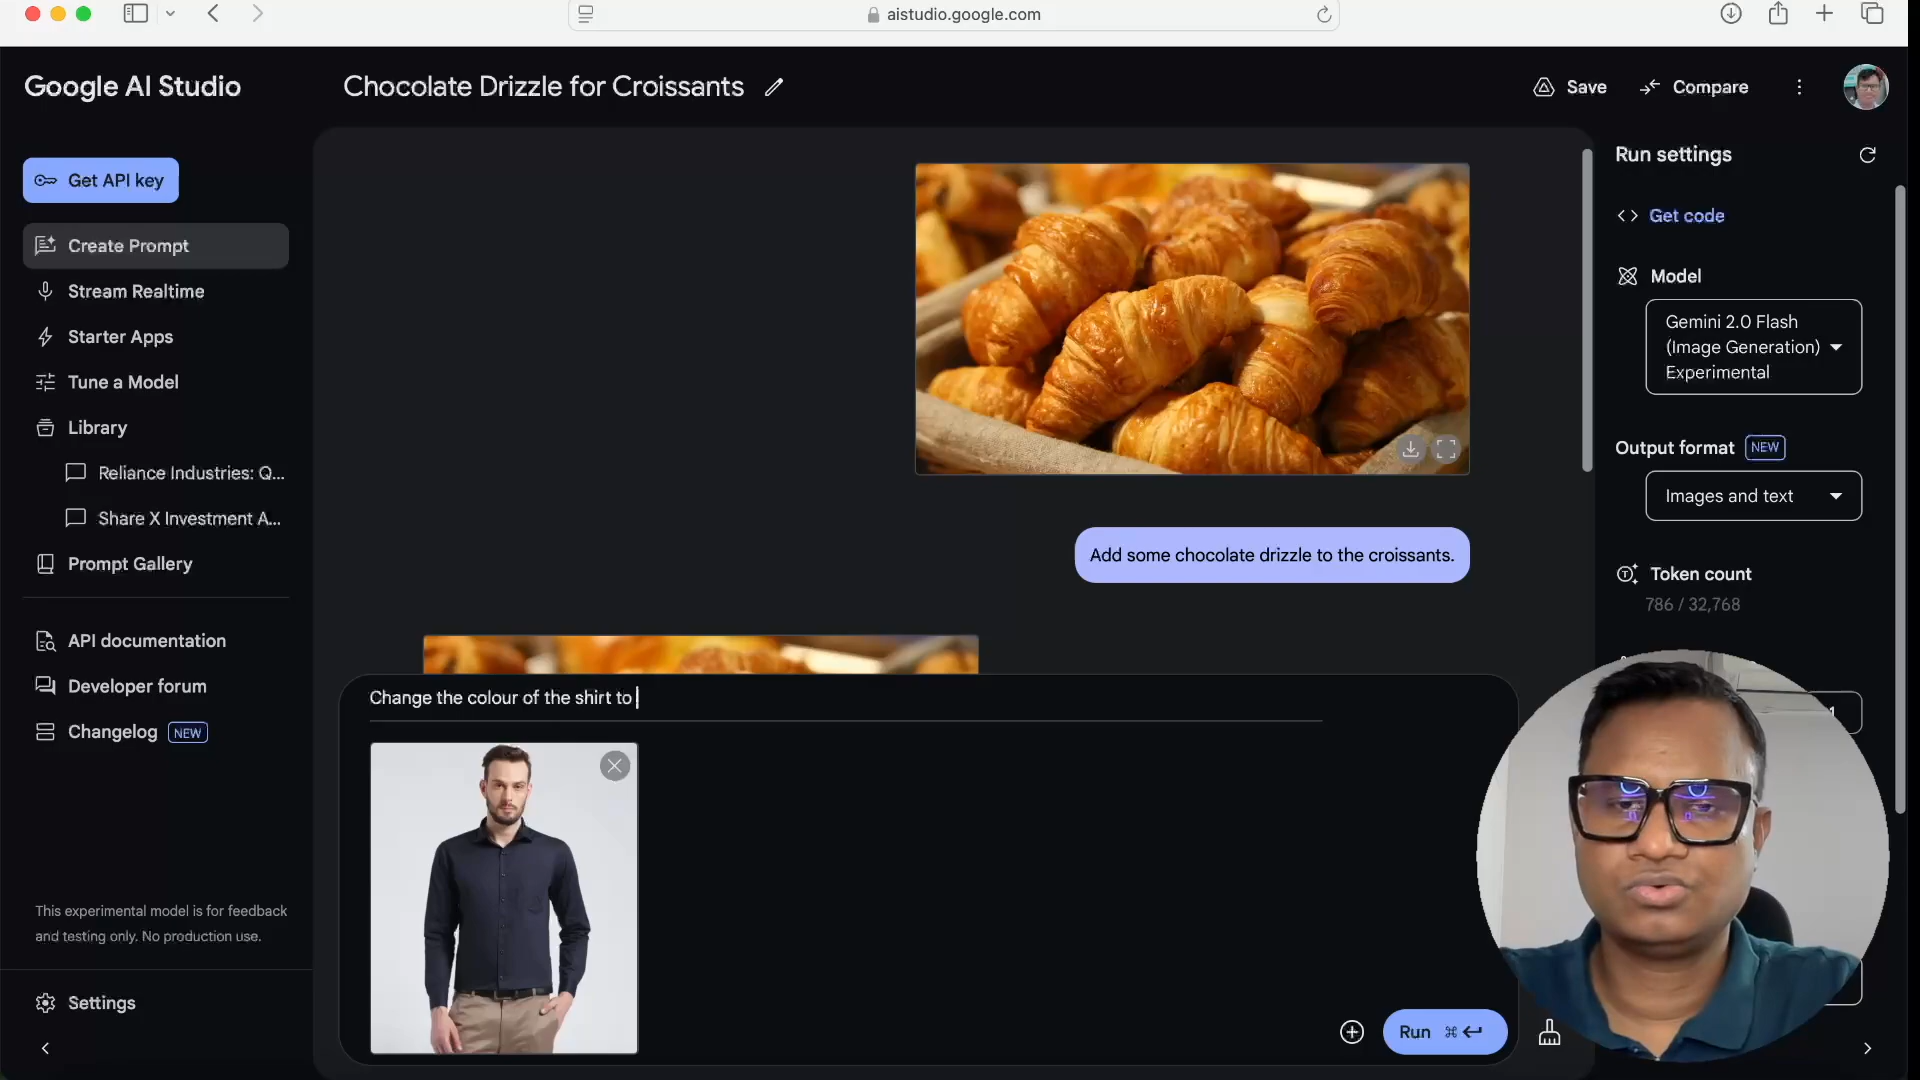 aistudio.google.com
Google AI Studio
Chocolate Drizzle for Croissants
Save
Compare
Get API key
Create Prompt
Stream Realtime
Starter Apps
Tune a Model
Library
Reliance Industries: Q...
Share X Investment A...
Prompt Gallery
API documentation
Developer forum
Changelog NEW
This experimental model is for feedback
and testing only. No production use.
Settings
Add some chocolate drizzle to the croissants.
Change the colour of the shirt to
Run ⌘
Run settings
Get code
Model
Gemini 2.0 Flash
(Image Generation)
Experimental
Output format NEW
Images and text
Token count
786 / 32,768